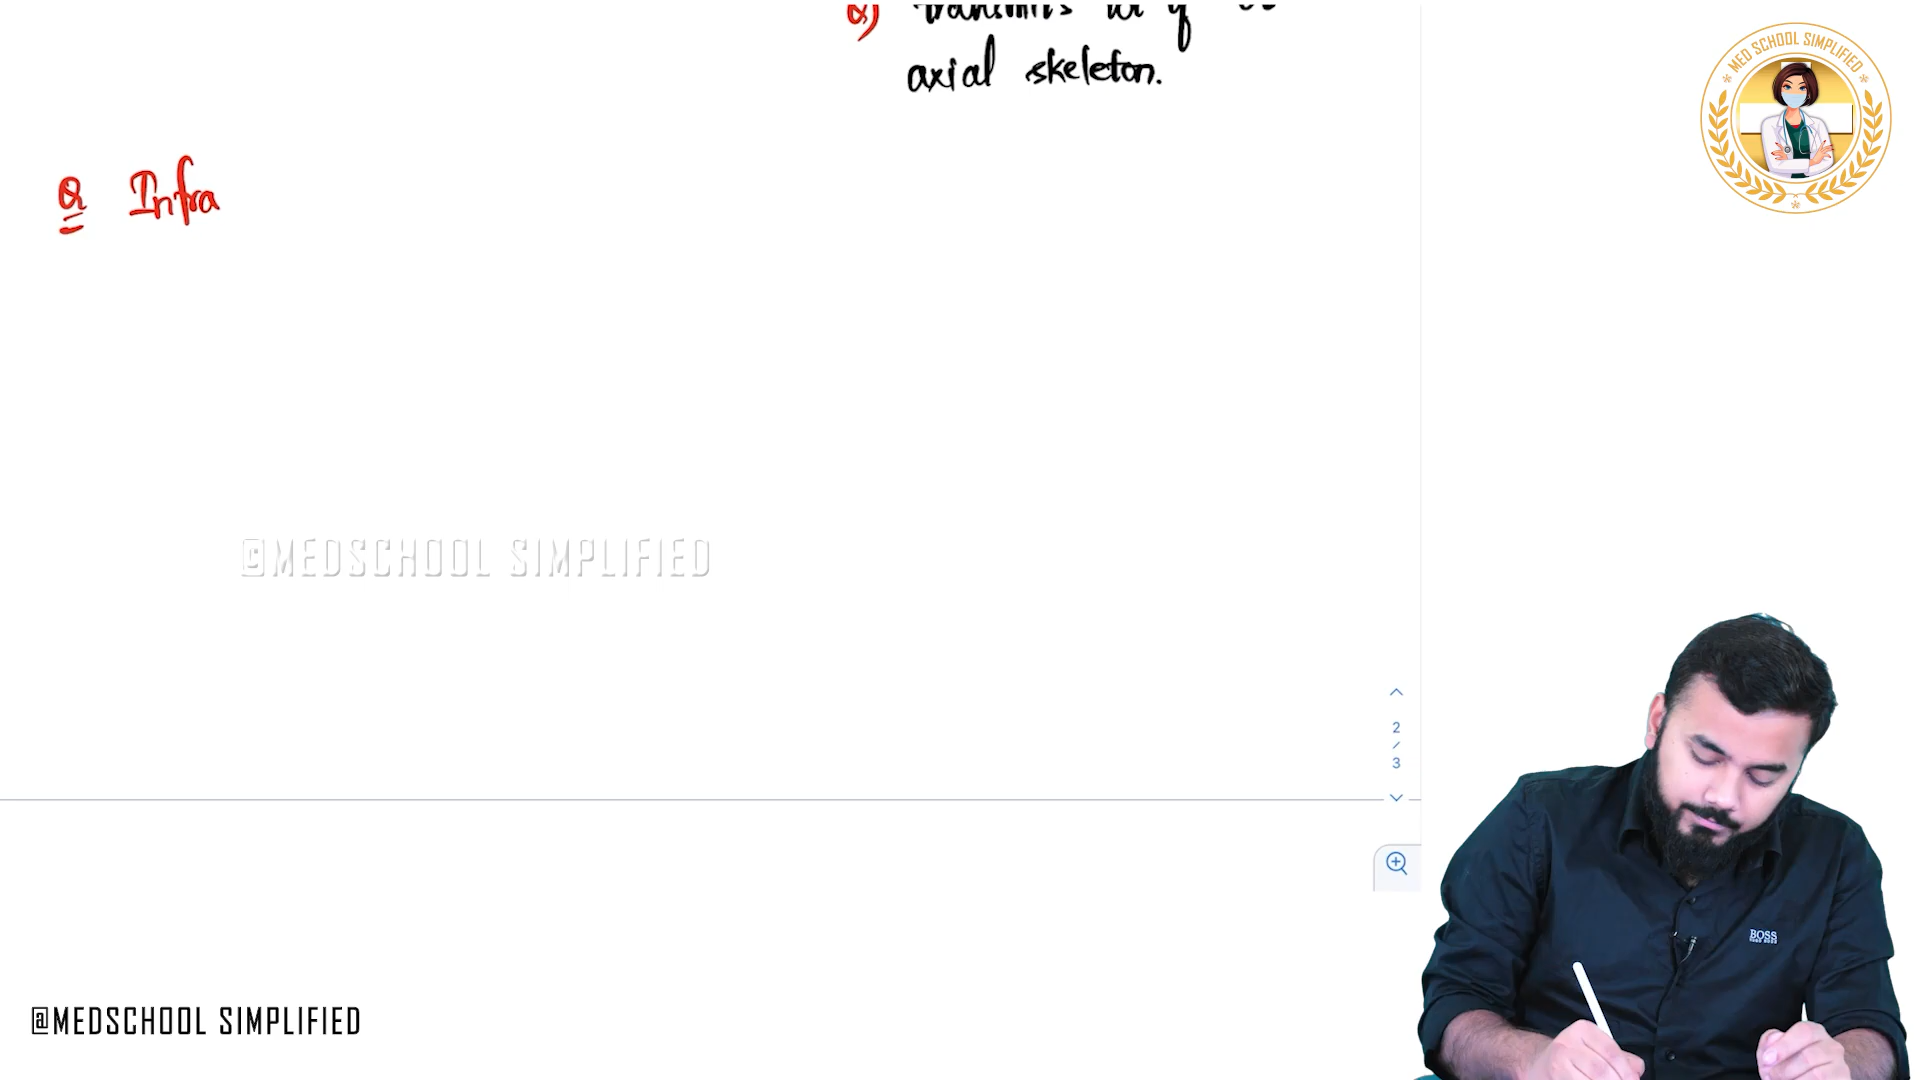 axial skeleton.
Q Infra
MED SCHOOL SIMPLIFIED
@MEDSCHOOL SIMPLIFIED
2
/
3
BOSS
@MEDSCHOOL SIMPLIFIED